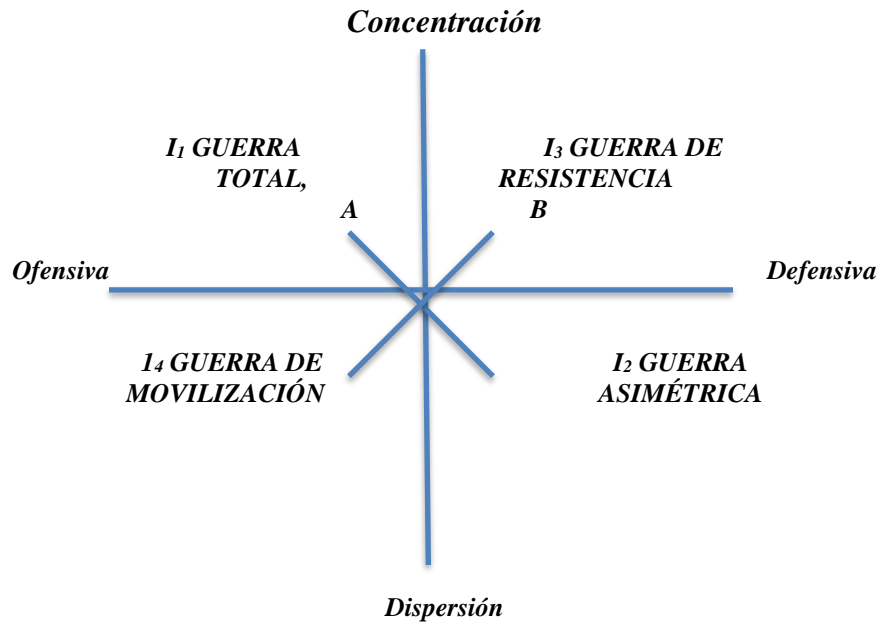 Concentración
I₁ GUERRA
TOTAL,
A
I₃ GUERRA DE
RESISTENCIA
B
Ofensiva
Defensiva
1₄ GUERRA DE
MOVILIZACIÓN
I₂ GUERRA
ASIMÉTRICA
Dispersión